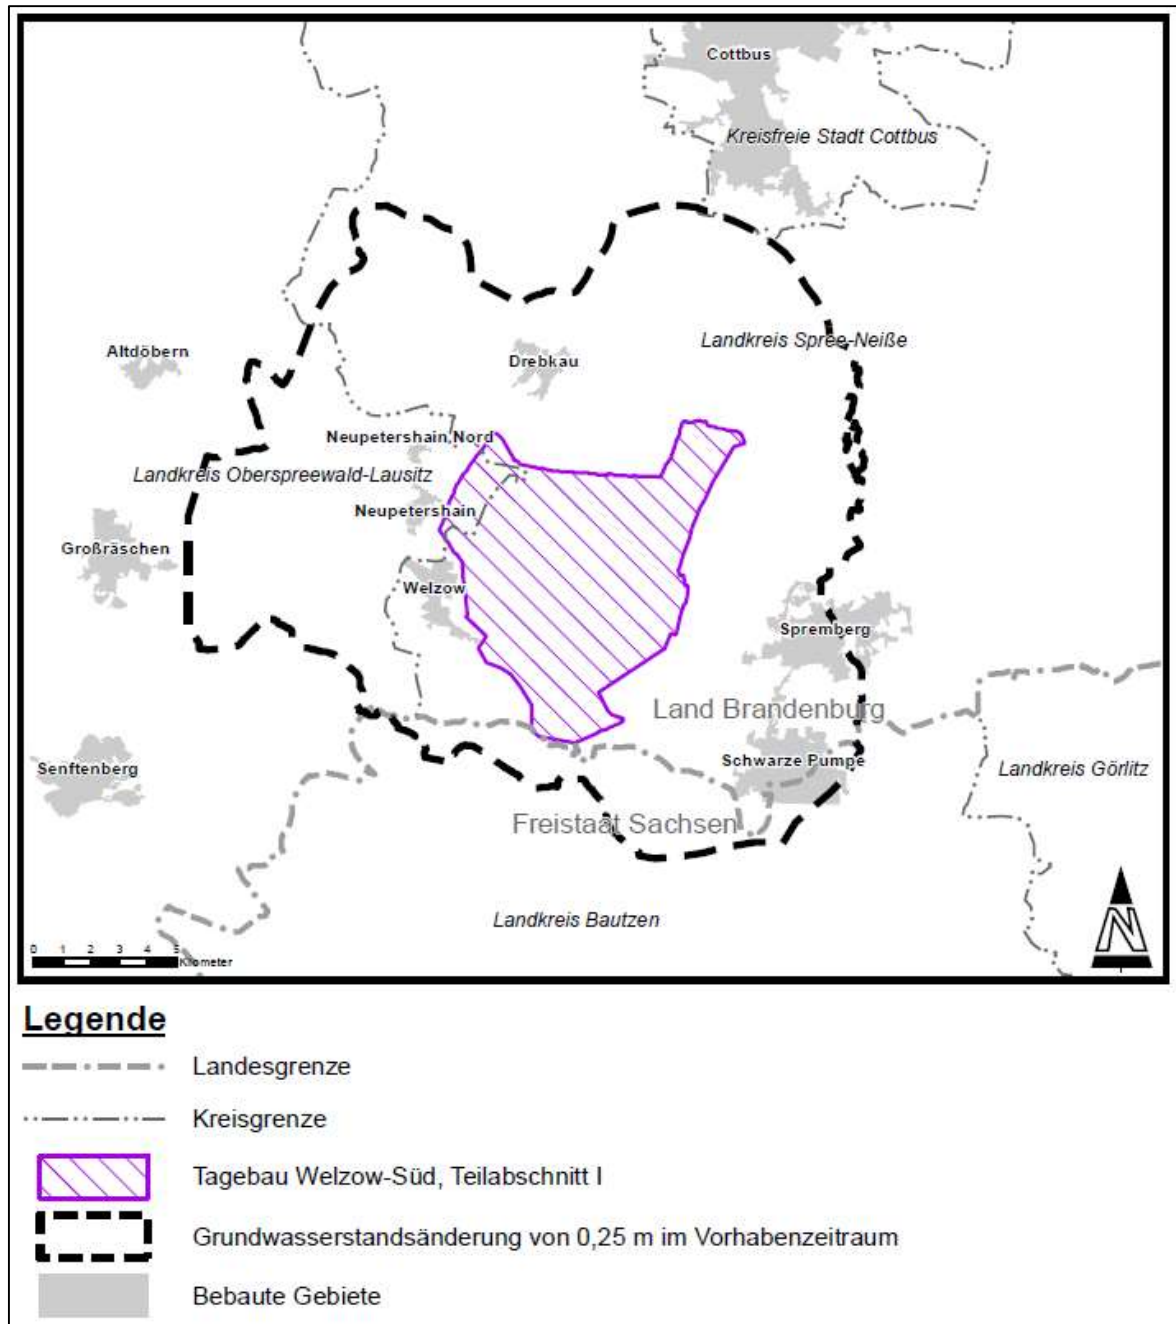 Cottbus
Kreisfreie Stadt Cottbus
Landkreis Spree-Neiße
Altdöbern
Drebkau
Neupetershain Nord
Landkreis Oberspreewald-Lausitz
Neupetershain
Großräschen
Welzow
Spremberg
Land Brandenburg
Schwarze Pumpe
Senftenberg
Landkreis Görlitz
Freistaat Sachsen
Landkreis Bautzen
N
0 1 2 3 4 5
Kilometer
Legende
Landesgrenze
Kreisgrenze
Tagebau Welzow-Süd, Teilabschnitt I
Grundwasserstandsänderung von 0,25 m im Vorhabenzeitraum
Bebaute Gebiete